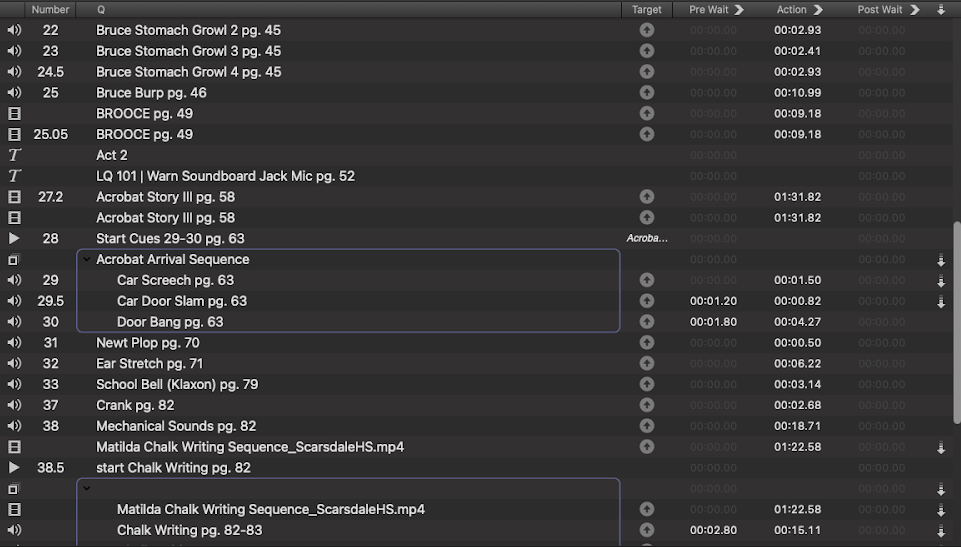 Number Q Target Pre Wait Action Post Wait
22 Bruce Stomach Growl 2 pg. 45 00:00.00 00:02.93 00:00.00
23 Bruce Stomach Growl 3 pg. 45 00:00.00 00:02.41 00:00.00
24.5 Bruce Stomach Growl 4 pg. 45 00:00.00 00:02.93 00:00.00
25 Bruce Burp pg. 46 00:00.00 00:10.99 00:00.00
BROOCE pg. 49 00:00.00 00:09.18 00:00.00
25.05 BROOCE pg. 49 00:00.00 00:09.18 00:00.00
Act 2 00:00.00 00:00.00
LQ 101 | Warn Soundboard Jack Mic pg. 52 00:00.00 00:00.00
27.2 Acrobat Story III pg. 58 00:00.00 01:31.82 00:00.00
Acrobat Story III pg. 58 00:00.00 01:31.82 00:00.00
28 Start Cues 29-30 pg. 63 Acroba... 00:00.00 00:00.00
Acrobat Arrival Sequence 00:00.00 00:00.00
29 Car Screech pg. 63 00:00.00 00:01.50 00:00.00
29.5 Car Door Slam pg. 63 00:01.20 00:00.82 00:00.00
30 Door Bang pg. 63 00:01.80 00:04.27 00:00.00
31 Newt Plop pg. 70 00:00.00 00:00.50 00:00.00
32 Ear Stretch pg. 71 00:00.00 00:06.22 00:00.00
33 School Bell (Klaxon) pg. 79 00:00.00 00:03.14 00:00.00
37 Crank pg. 82 00:00.00 00:02.68 00:00.00
38 Mechanical Sounds pg. 82 00:00.00 00:18.71 00:00.00
Matilda Chalk Writing Sequence_ScarsdaleHS.mp4 00:00.00 01:22.58 00:00.00
38.5 start Chalk Writing pg. 82 00:00.00 00:00.00
00:00.00 00:00.00
Matilda Chalk Writing Sequence_ScarsdaleHS.mp4 00:00.00 01:22.58 00:00.00
Chalk Writing pg. 82-83 00:02.80 00:15.11 00:00.00